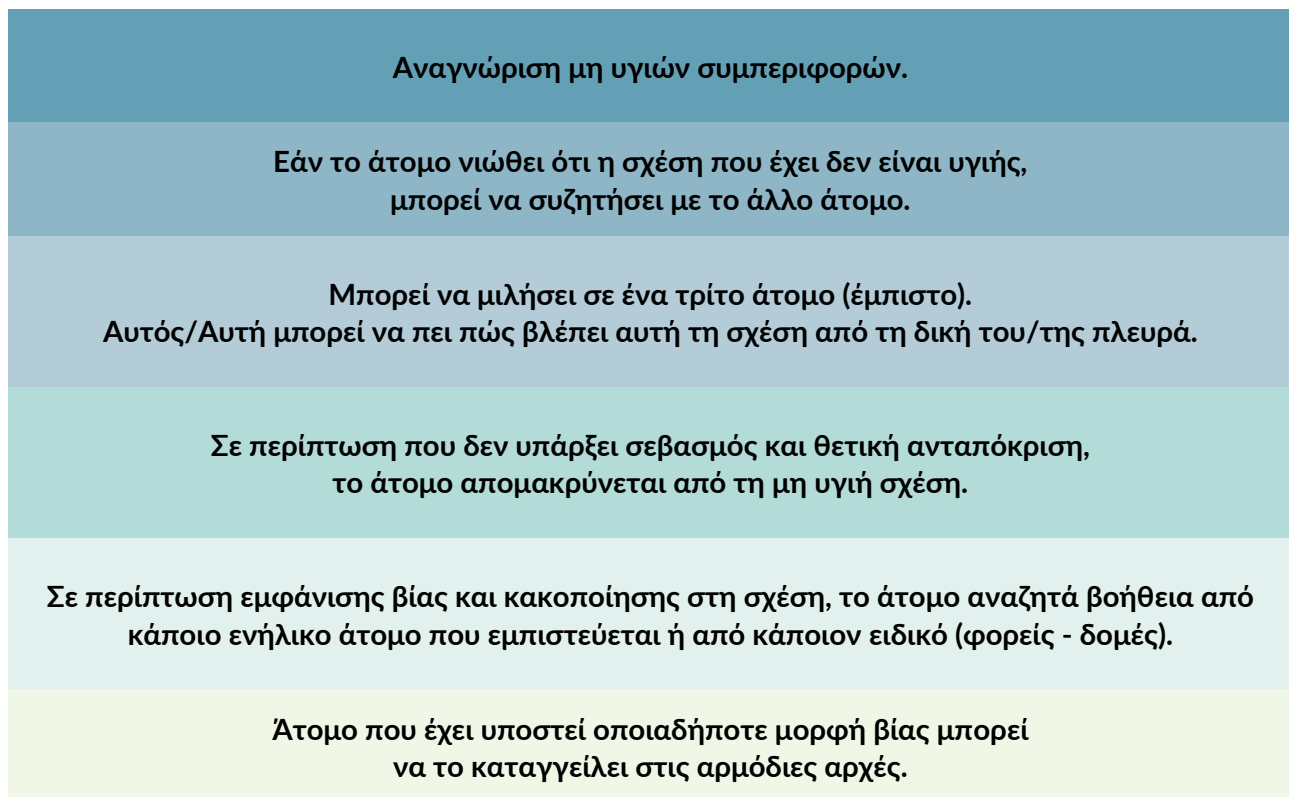 Αναγνώριση μη υγιών συμπεριφορών.
Εάν το άτομο νιώθει ότι η σχέση που έχει δεν είναι υγιής,
μπορεί να συζητήσει με το άλλο άτομο.
Μπορεί να μιλήσει σε ένα τρίτο άτομο (έμπιστο).
Αυτός/Αυτή μπορεί να πει πώς βλέπει αυτή τη σχέση από τη δική του/της πλευρά.
Σε περίπτωση που δεν υπάρξει σεβασμός και θετική ανταπόκριση,
το άτομο απομακρύνεται από τη μη υγιή σχέση.
Σε περίπτωση εμφάνισης βίας και κακοποίησης στη σχέση, το άτομο αναζητά βοήθεια από
κάποιο ενήλικο άτομο που εμπιστεύεται ή από κάποιον ειδικό (φορείς - δομές).
Άτομο που έχει υποστεί οποιαδήποτε μορφή βίας μπορεί
να το καταγγείλει στις αρμόδιες αρχές.